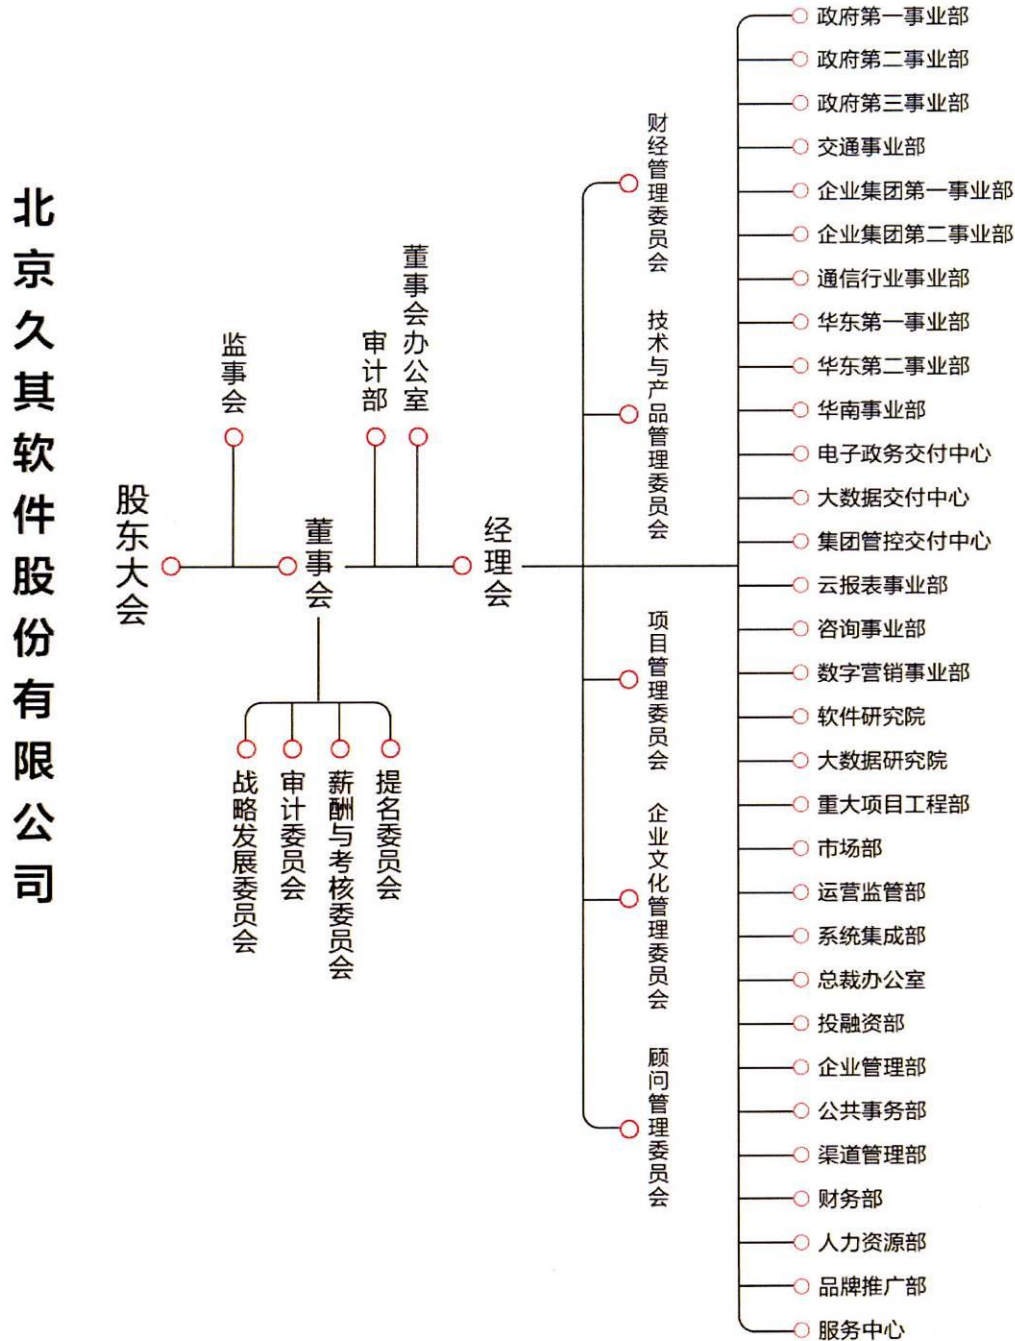 北京久其软件股份有限公司
股东大会
监事会
董事会
审计部
董事会办公室
经理会
战略发展委员会
审计委员会
薪酬与考核委员会
提名委员会
财经管理委员会
技术与产品管理委员会
项目管理委员会
企业文化管理委员会
顾问管理委员会
政府第一事业部
政府第二事业部
政府第三事业部
交通事业部
企业集团第一事业部
企业集团第二事业部
通信行业事业部
华东第一事业部
华东第二事业部
华南事业部
电子政务交付中心
大数据交付中心
集团管控交付中心
云报表事业部
咨询事业部
数字营销事业部
软件研究院
大数据研究院
重大项目工程部
市场部
运营监管部
系统集成部
总裁办公室
投融资部
企业管理部
公共事务部
渠道管理部
财务部
人力资源部
品牌推广部
服务中心